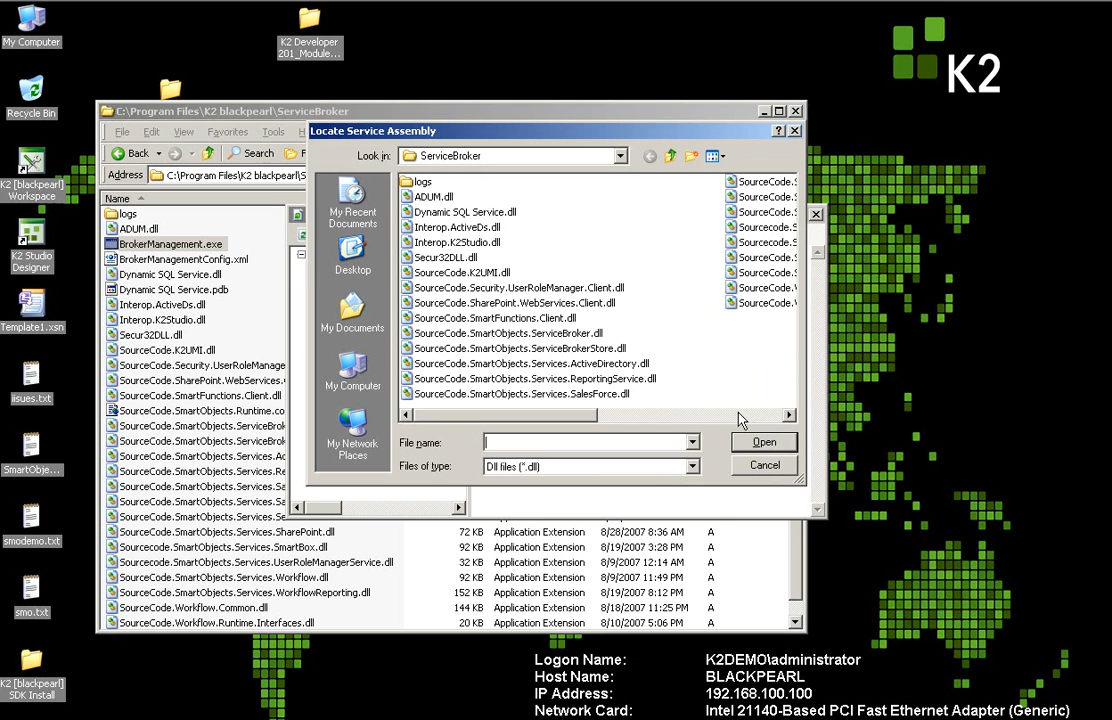 My Computer
K2 Developer
201_Module...
K2
Recycle Bin
K2 [blackpearl]
Workspace
K2 Studio
Designer
Template1.xsn
iisues.txt
SmartObje...
smodemo.txt
smo.txt
K2 [blackpearl]
SDK Install
C:\Program Files\K2 blackpearl\ServiceBroker
File Edit View Favorites Tools
Back Search
Address C:\Program Files\K2 blackpearl\S
Name
logs
ADUM.dll
BrokerManagement.exe
BrokerManagementConfig.xml
Dynamic SQL Service.dll
Dynamic SQL Service.pdb
Interop.ActiveDs.dll
Interop.K2Studio.dll
Secur32DLL.dll
SourceCode.K2UMI.dll
SourceCode.Security.UserRoleManager.
SourceCode.SharePoint.WebServices.
SourceCode.SmartFunctions.Client.dll
SourceCode.SmartObjects.Runtime.co
SourceCode.SmartObjects.ServiceBrok
SourceCode.SmartObjects.ServiceBrok
SourceCode.SmartObjects.Services.Ac
SourceCode.SmartObjects.Services.Re
SourceCode.SmartObjects.Services.Sa
SourceCode.SmartObjects.Services.Se
SourceCode.SmartObjects.Services.SharePoint.dll 72 KB Application Extension 8/28/2007 8:36 AM A
Sourcecode.SmartObjects.Services.SmartBox.dll 92 KB Application Extension 8/19/2007 3:28 PM A
SourceCode.SmartObjects.Services.UserRoleManagerService.dll 32 KB Application Extension 8/9/2007 12:14 AM A
SourceCode.SmartObjects.Services.Workflow.dll 92 KB Application Extension 8/9/2007 11:49 PM A
SourceCode.SmartObjects.Services.WorkflowReporting.dll 152 KB Application Extension 8/19/2007 8:12 PM A
SourceCode.Workflow.Common.dll 144 KB Application Extension 8/18/2007 11:25 PM A
SourceCode.Workflow.Runtime.Interfaces.dll 20 KB Application Extension 8/10/2007 5:06 PM A
Locate Service Assembly
Look in: ServiceBroker
My Recent
Documents
Desktop
My Documents
My Computer
My Network
Places
logs
ADUM.dll
Dynamic SQL Service.dll
Interop.ActiveDs.dll
Interop.K2Studio.dll
Secur32DLL.dll
SourceCode.K2UMI.dll
SourceCode.Security.UserRoleManager.Client.dll
SourceCode.SharePoint.WebServices.Client.dll
SourceCode.SmartFunctions.Client.dll
SourceCode.SmartObjects.ServiceBroker.dll
SourceCode.SmartObjects.ServiceBrokerStore.dll
SourceCode.SmartObjects.Services.ActiveDirectory.dll
SourceCode.SmartObjects.Services.ReportingService.dll
SourceCode.SmartObjects.Services.SalesForce.dll
SourceCode.S
SourceCode.S
SourceCode.S
Sourcecode.S
SourceCode.S
SourceCode.S
SourceCode.S
SourceCode.V
SourceCode.V
File name:
Open
Files of type: Dll files (*.dll)
Cancel
Logon Name: K2DEMO\administrator
Host Name: BLACKPEARL
IP Address: 192.168.100.100
Network Card: Intel 21140-Based PCI Fast Ethernet Adapter (Generic)